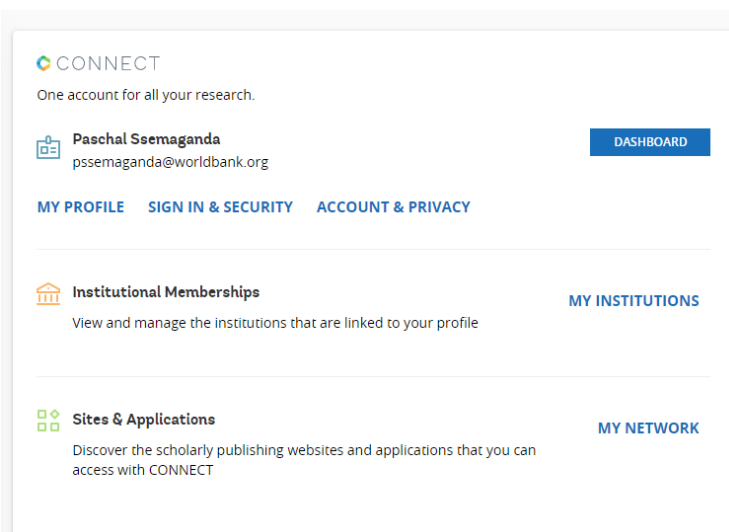 CONNECT
One account for all your research.
Paschal Ssemaganda
pssemaganda@worldbank.org
DASHBOARD
MY PROFILE SIGN IN & SECURITY ACCOUNT & PRIVACY
Institutional Memberships
MY INSTITUTIONS
View and manage the institutions that are linked to your profile
Sites & Applications
MY NETWORK
Discover the scholarly publishing websites and applications that you can
access with CONNECT